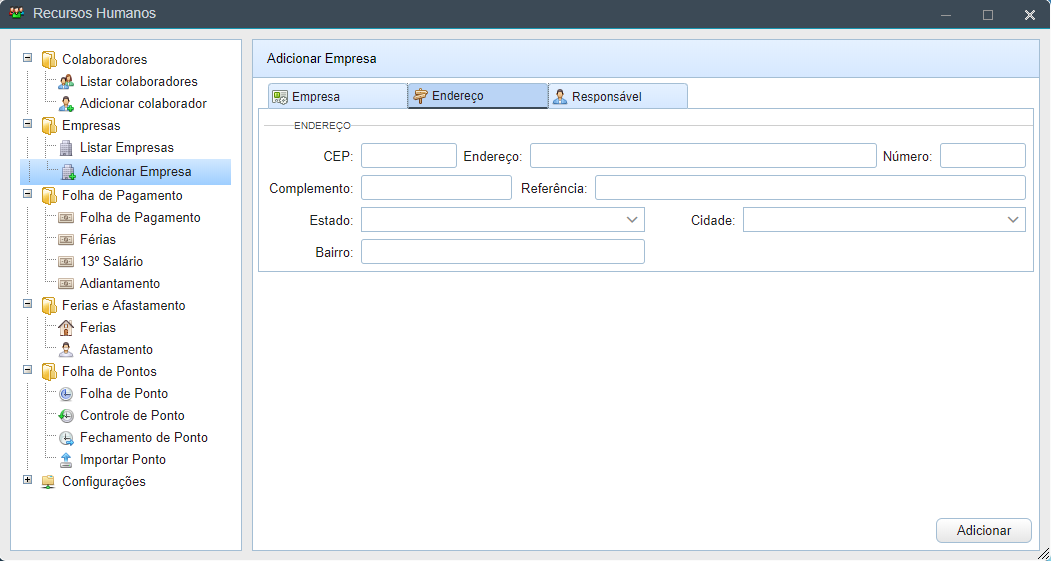 Recursos Humanos
Colaboradores
Listar colaboradores
Adicionar colaborador
Empresas
Listar Empresas
Adicionar Empresa
Folha de Pagamento
Folha de Pagamento
Férias
13º Salário
Adiantamento
Ferias e Afastamento
Ferias
Afastamento
Folha de Pontos
Folha de Ponto
Controle de Ponto
Fechamento de Ponto
Importar Ponto
Configurações
Adicionar Empresa
Empresa Endereço Responsável
ENDEREÇO
CEP: Endereço: Número:
Complemento: Referência:
Estado: Cidade:
Bairro:
Adicionar